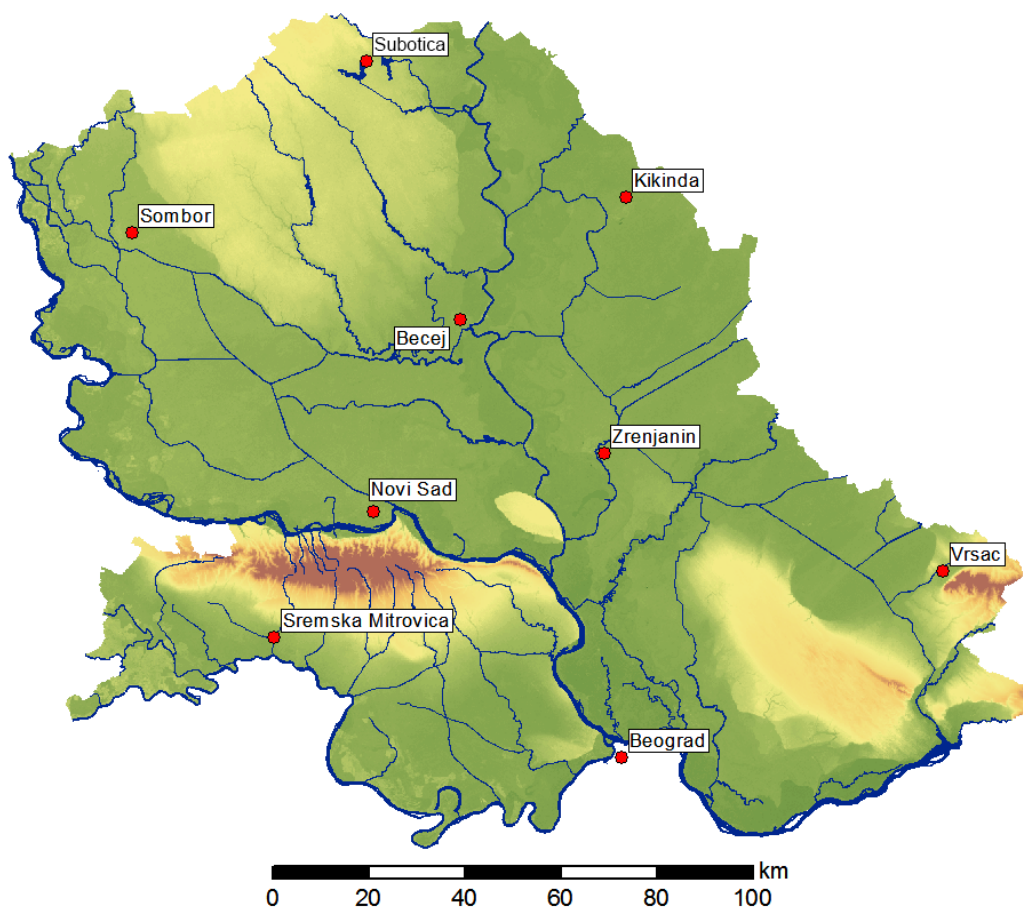 Subotica
Kikinda
Sombor
Becej
Zrenjanin
Novi Sad
Vrsac
Sremska Mitrovica
Beograd
km
0 20 40 60 80 100